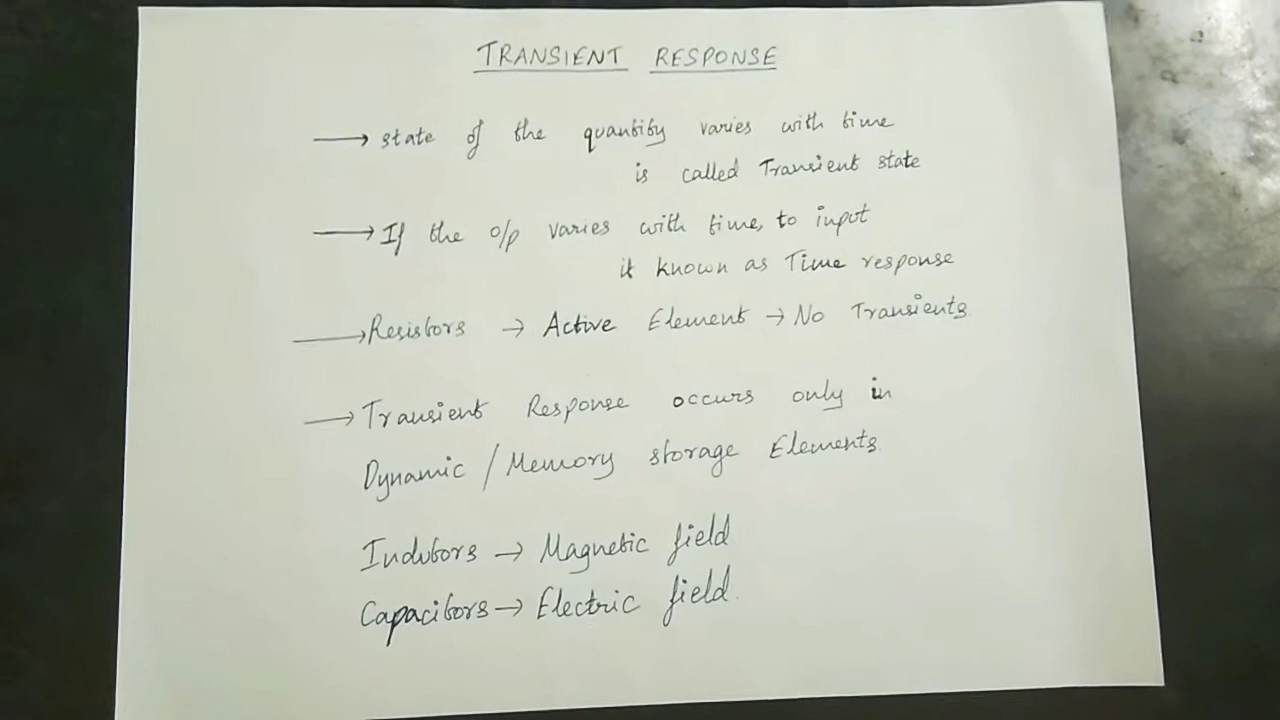 TRANSIENT RESPONSE
→ state of the quantity varies with time
is called Transient state
→ If the o/p varies with time, to input
it known as Time response
→ Resistors → Active Element → No Transients
→ Transient Response occurs only in
Dynamic / Memory storage Elements
Indutors → Magnetic field
Capacitors → Electric field.